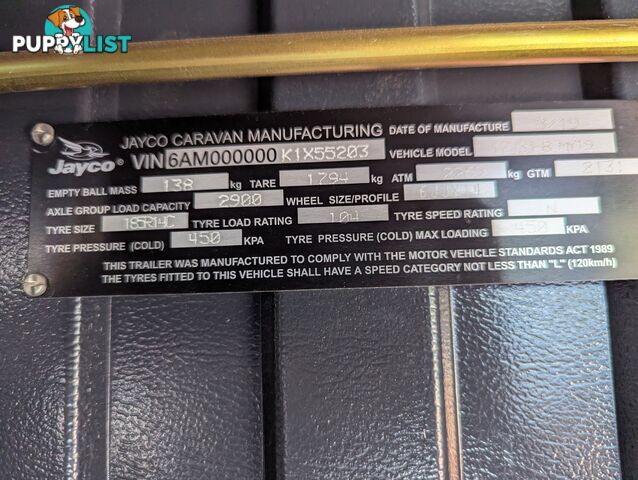 PUPPYLIST
JAYCO CARAVAN MANUFACTURING DATE OF MANUFACTURE
Jayco® VIN 6AM000000 K1X55203 VEHICLE MODEL
EMPTY BALL MASS 138 kg TARE 1794 kg ATM kg GTM 2131
AXLE GROUP LOAD CAPACITY 2900 WHEEL SIZE/PROFILE
TYRE SIZE 185R14C TYRE LOAD RATING 104 TYRE SPEED RATING N
TYRE PRESSURE (COLD) 450 KPA TYRE PRESSURE (COLD) MAX LOADING 450 KPA
THIS TRAILER WAS MANUFACTURED TO COMPLY WITH THE MOTOR VEHICLE STANDARDS ACT 1989
THE TYRES FITTED TO THIS VEHICLE SHALL HAVE A SPEED CATEGORY NOT LESS THAN "L" (120km/h)